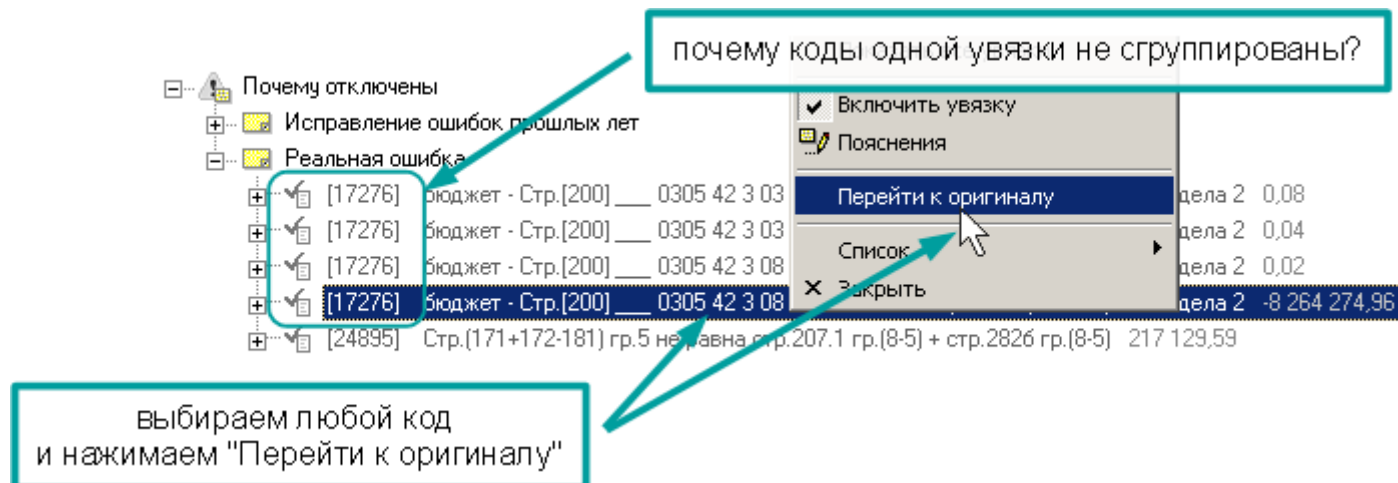 почему коды одной увязки не сгруппированы?
Почему отключены
Включить увязку
Исправление ошибок прошлых лет
Пояснения
Реальная ошибка
Перейти к оригиналу
[17276] бюджет - Стр.[200] ___ 0305 42 3 03 дела 2 0,08
[17276] бюджет - Стр.[200] ___ 0305 42 3 03 дела 2 0,04
Список
[17276] бюджет - Стр.[200] ___ 0305 42 3 08 дела 2 0,02
Закрыть
[17276] бюджет - Стр.[200] ___ 0305 42 3 08 дела 2 -8 264 274,96
[24895] Стр.(171+172-181) гр.5 не равна стр.207.1 гр.(8-5) + стр.282б гр.(8-5) 217 129,59
выбираем любой код
и нажимаем "Перейти к оригиналу"